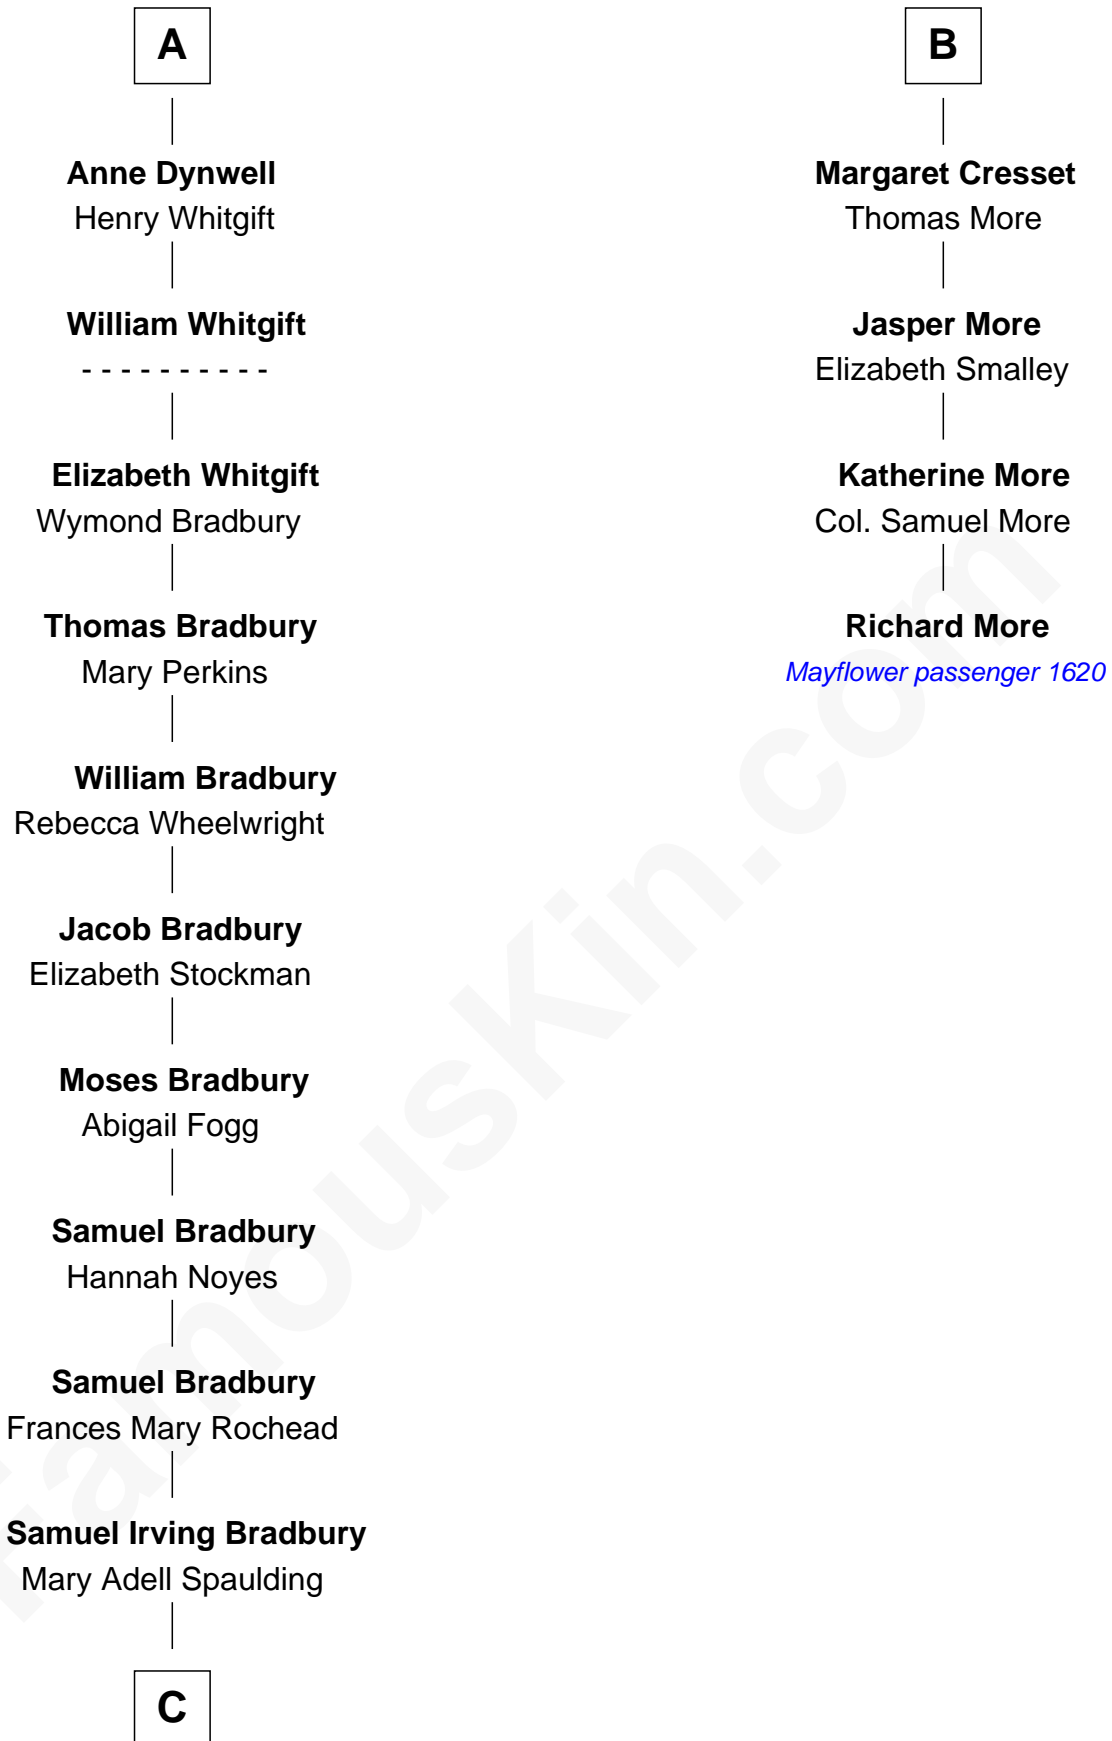 A
Anne Dynwell
Henry Whitgift
William Whitgift
- - - - - - - - - -
Elizabeth Whitgift
Wymond Bradbury
Thomas Bradbury
Mary Perkins
William Bradbury
Rebecca Wheelwright
Jacob Bradbury
Elizabeth Stockman
Moses Bradbury
Abigail Fogg
Samuel Bradbury
Hannah Noyes
Samuel Bradbury
Frances Mary Rochead
Samuel Irving Bradbury
Mary Adell Spaulding
C
B
Margaret Cresset
Thomas More
Jasper More
Elizabeth Smalley
Katherine More
Col. Samuel More
Richard More
Mayflower passenger 1620
FamousKin.com